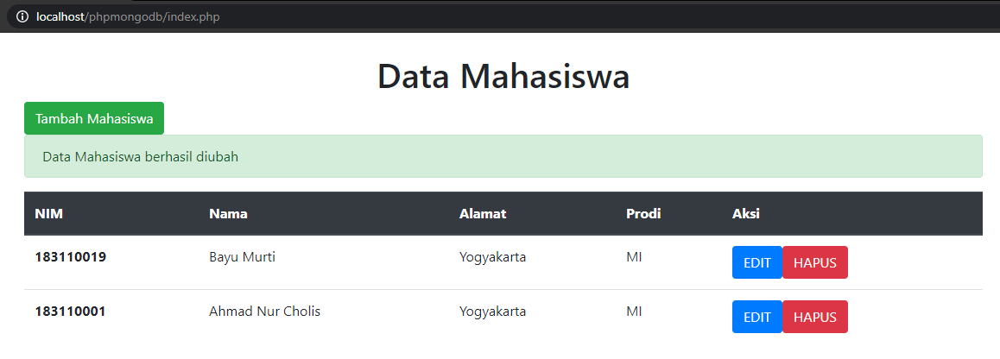 localhost/phpmongodb/index.php
Data Mahasiswa
Tambah Mahasiswa
Data Mahasiswa berhasil diubah
NIM Nama Alamat Prodi Aksi
183110019 Bayu Murti Yogyakarta MI EDIT HAPUS
183110001 Ahmad Nur Cholis Yogyakarta MI EDIT HAPUS